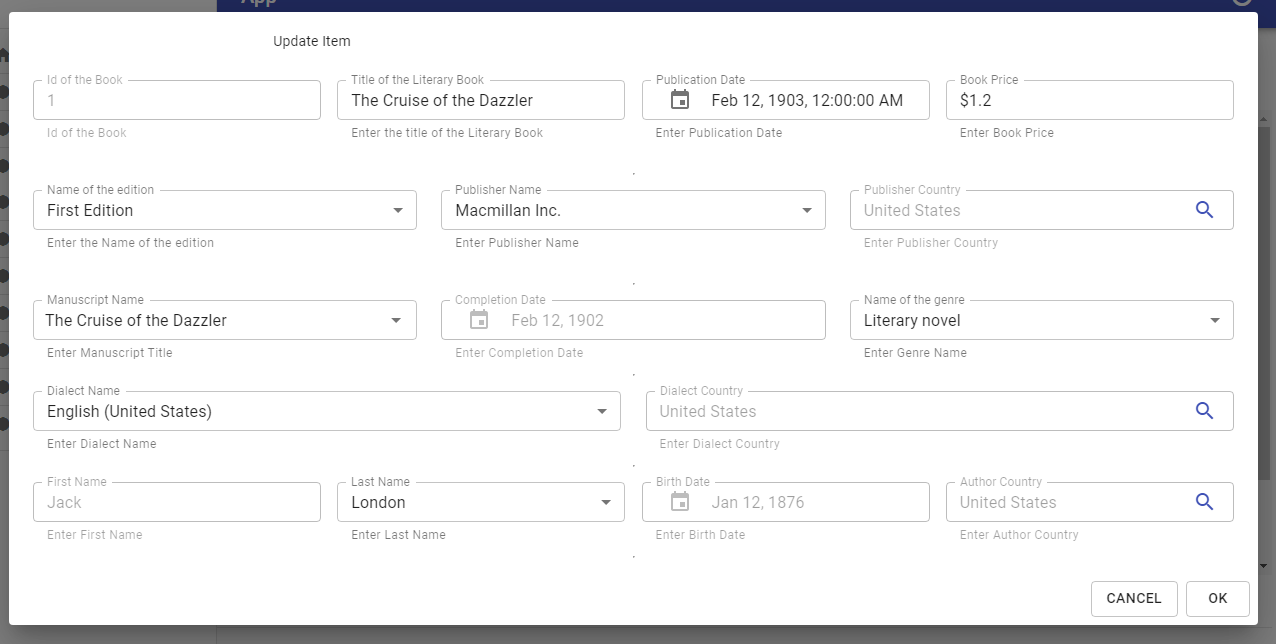 App
Update Item
Id of the Book Title of the Literary Book Publication Date Book Price
1 The Cruise of the Dazzler Feb 12, 1903, 12:00:00 AM $1.2
Id of the Book Enter the title of the Literary Book Enter Publication Date Enter Book Price
.
Name of the edition Publisher Name Publisher Country
First Edition Macmillan Inc. United States
Enter the Name of the edition Enter Publisher Name Enter Publisher Country
.
Manuscript Name Completion Date Name of the genre
The Cruise of the Dazzler Feb 12, 1902 Literary novel
Enter Manuscript Title Enter Completion Date Enter Genre Name
.
Dialect Name Dialect Country
English (United States) United States
Enter Dialect Name Enter Dialect Country
.
First Name Last Name Birth Date Author Country
Jack London Jan 12, 1876 United States
Enter First Name Enter Last Name Enter Birth Date Enter Author Country
.
CANCEL OK